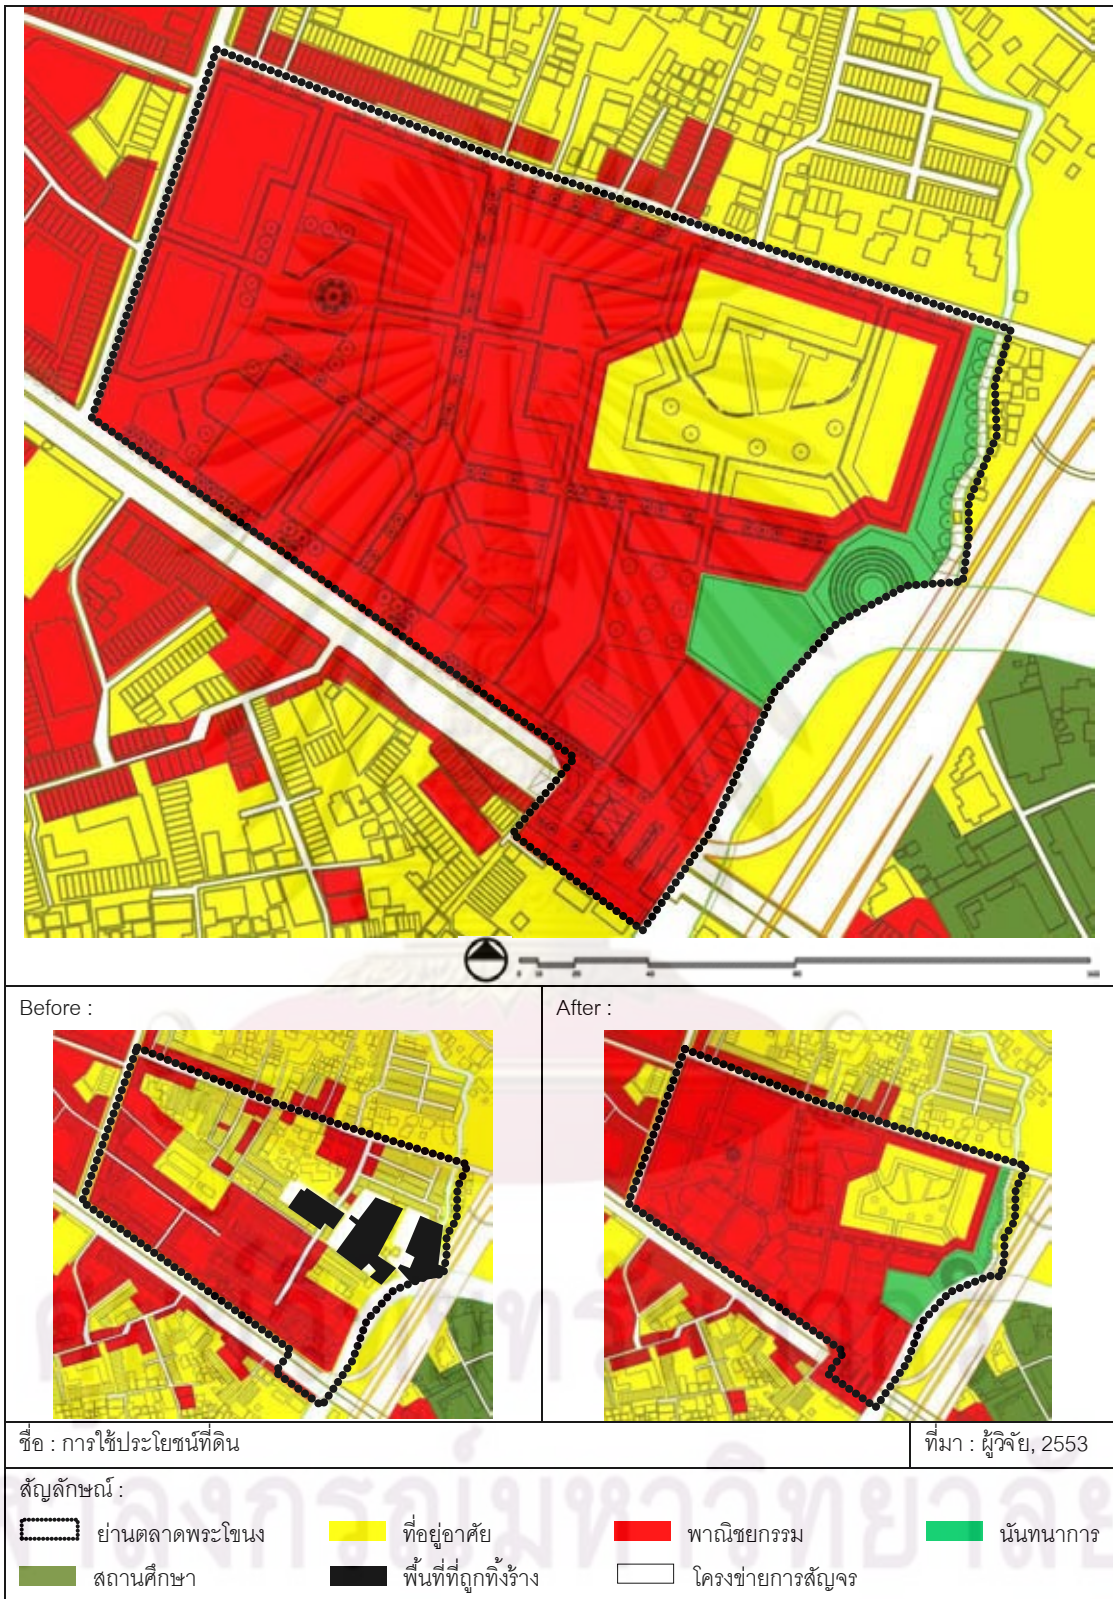 Before :
After :
ชื่อ : การใช้ประโยชน์ที่ดิน
ที่มา : ผู้วิจัย, 2553
สัญลักษณ์ :
ย่านตลาดพระโขนง
ที่อยู่อาศัย
พาณิชยกรรม
นันทนาการ
สถานศึกษา
พื้นที่ที่ถูกทิ้งร้าง
โครงข่ายการสัญจร